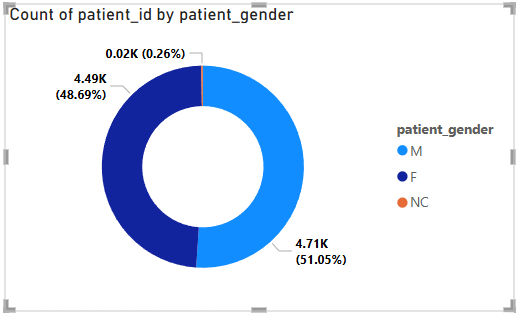 Count of patient_id by patient_gender
0.02K (0.26%)
4.49K
(48.69%)
patient_gender
M
F
NC
4.71K
(51.05%)